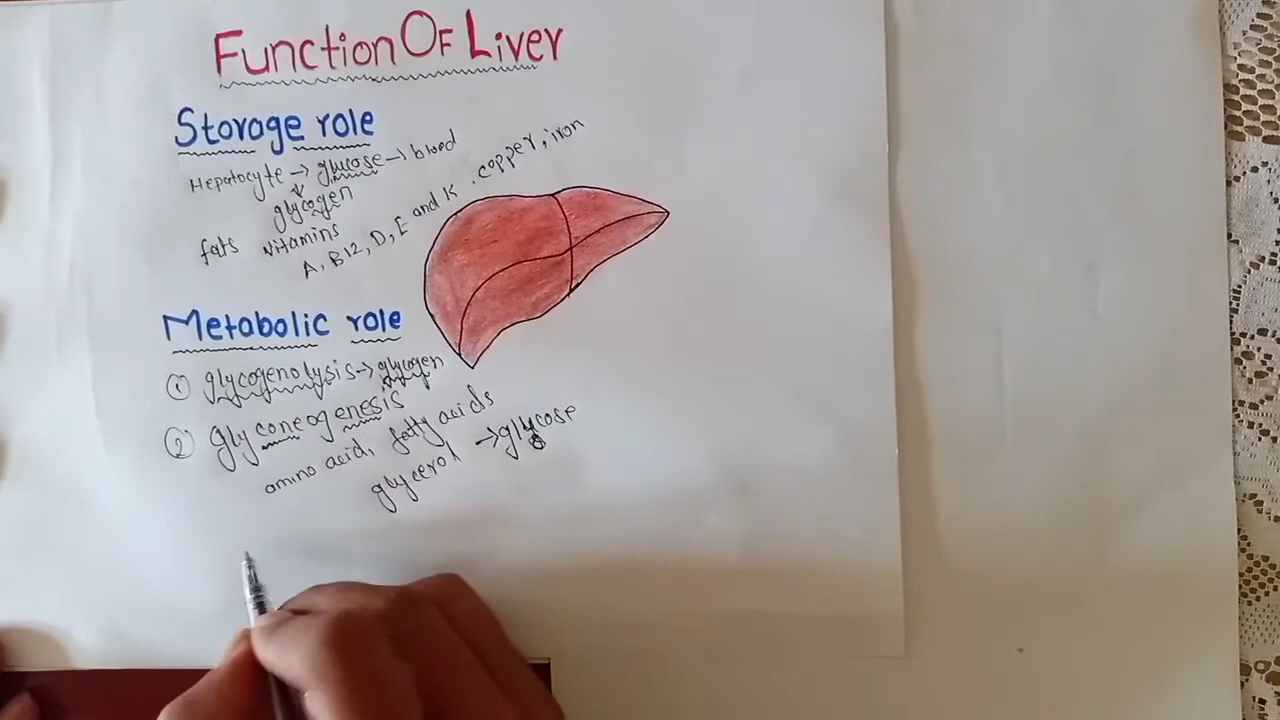 Function Of Liver
Storage role
Hepatocyte → glucose → blood
↓
glycogen
fats vitamins
A, B12, D, E and K . copper, iron
Metabolic role
① glycogenolysis → glycogen
② glyconeogenesis
amino acid, fatty acids
glycerol → glycose